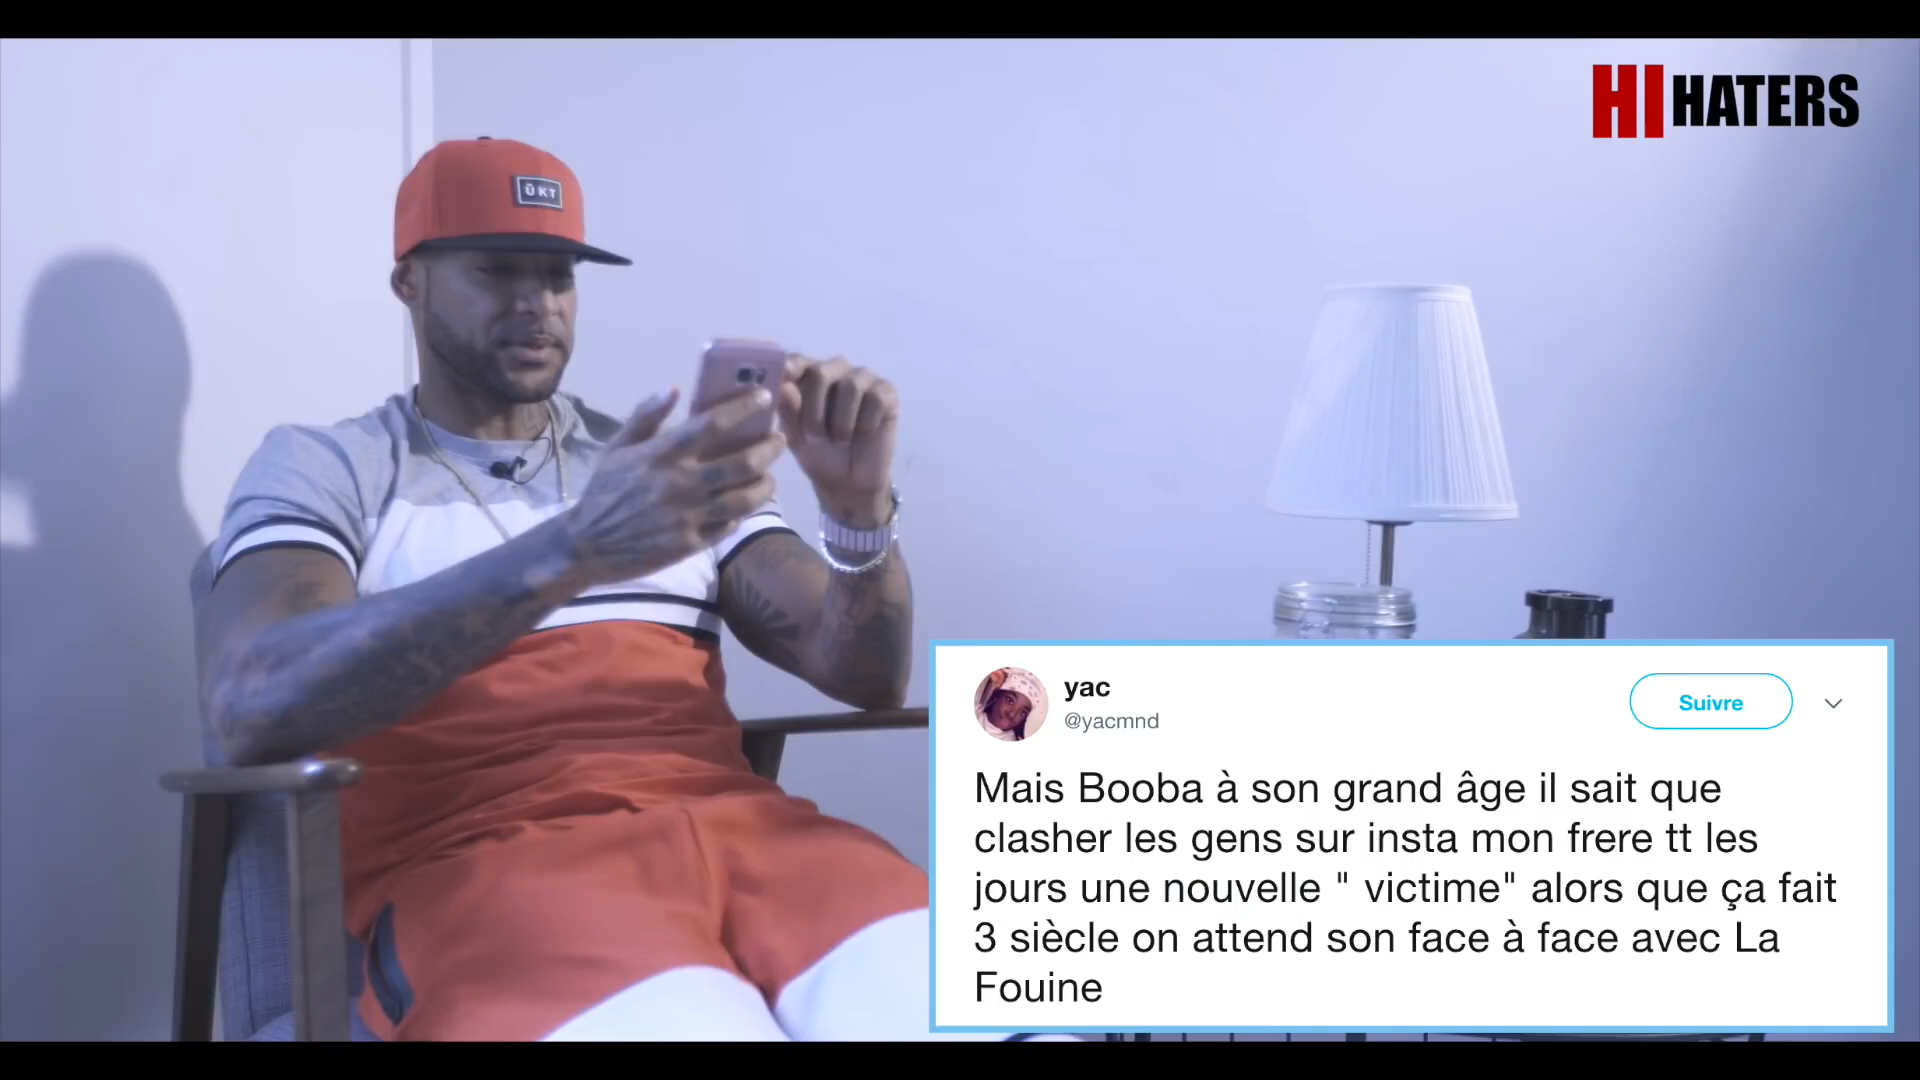 HI HATERS
ŪKT
yac
@yacmnd
Suivre
Mais Booba à son grand âge il sait que
clasher les gens sur insta mon frere tt les
jours une nouvelle " victime" alors que ça fait
3 siècle on attend son face à face avec La
Fouine